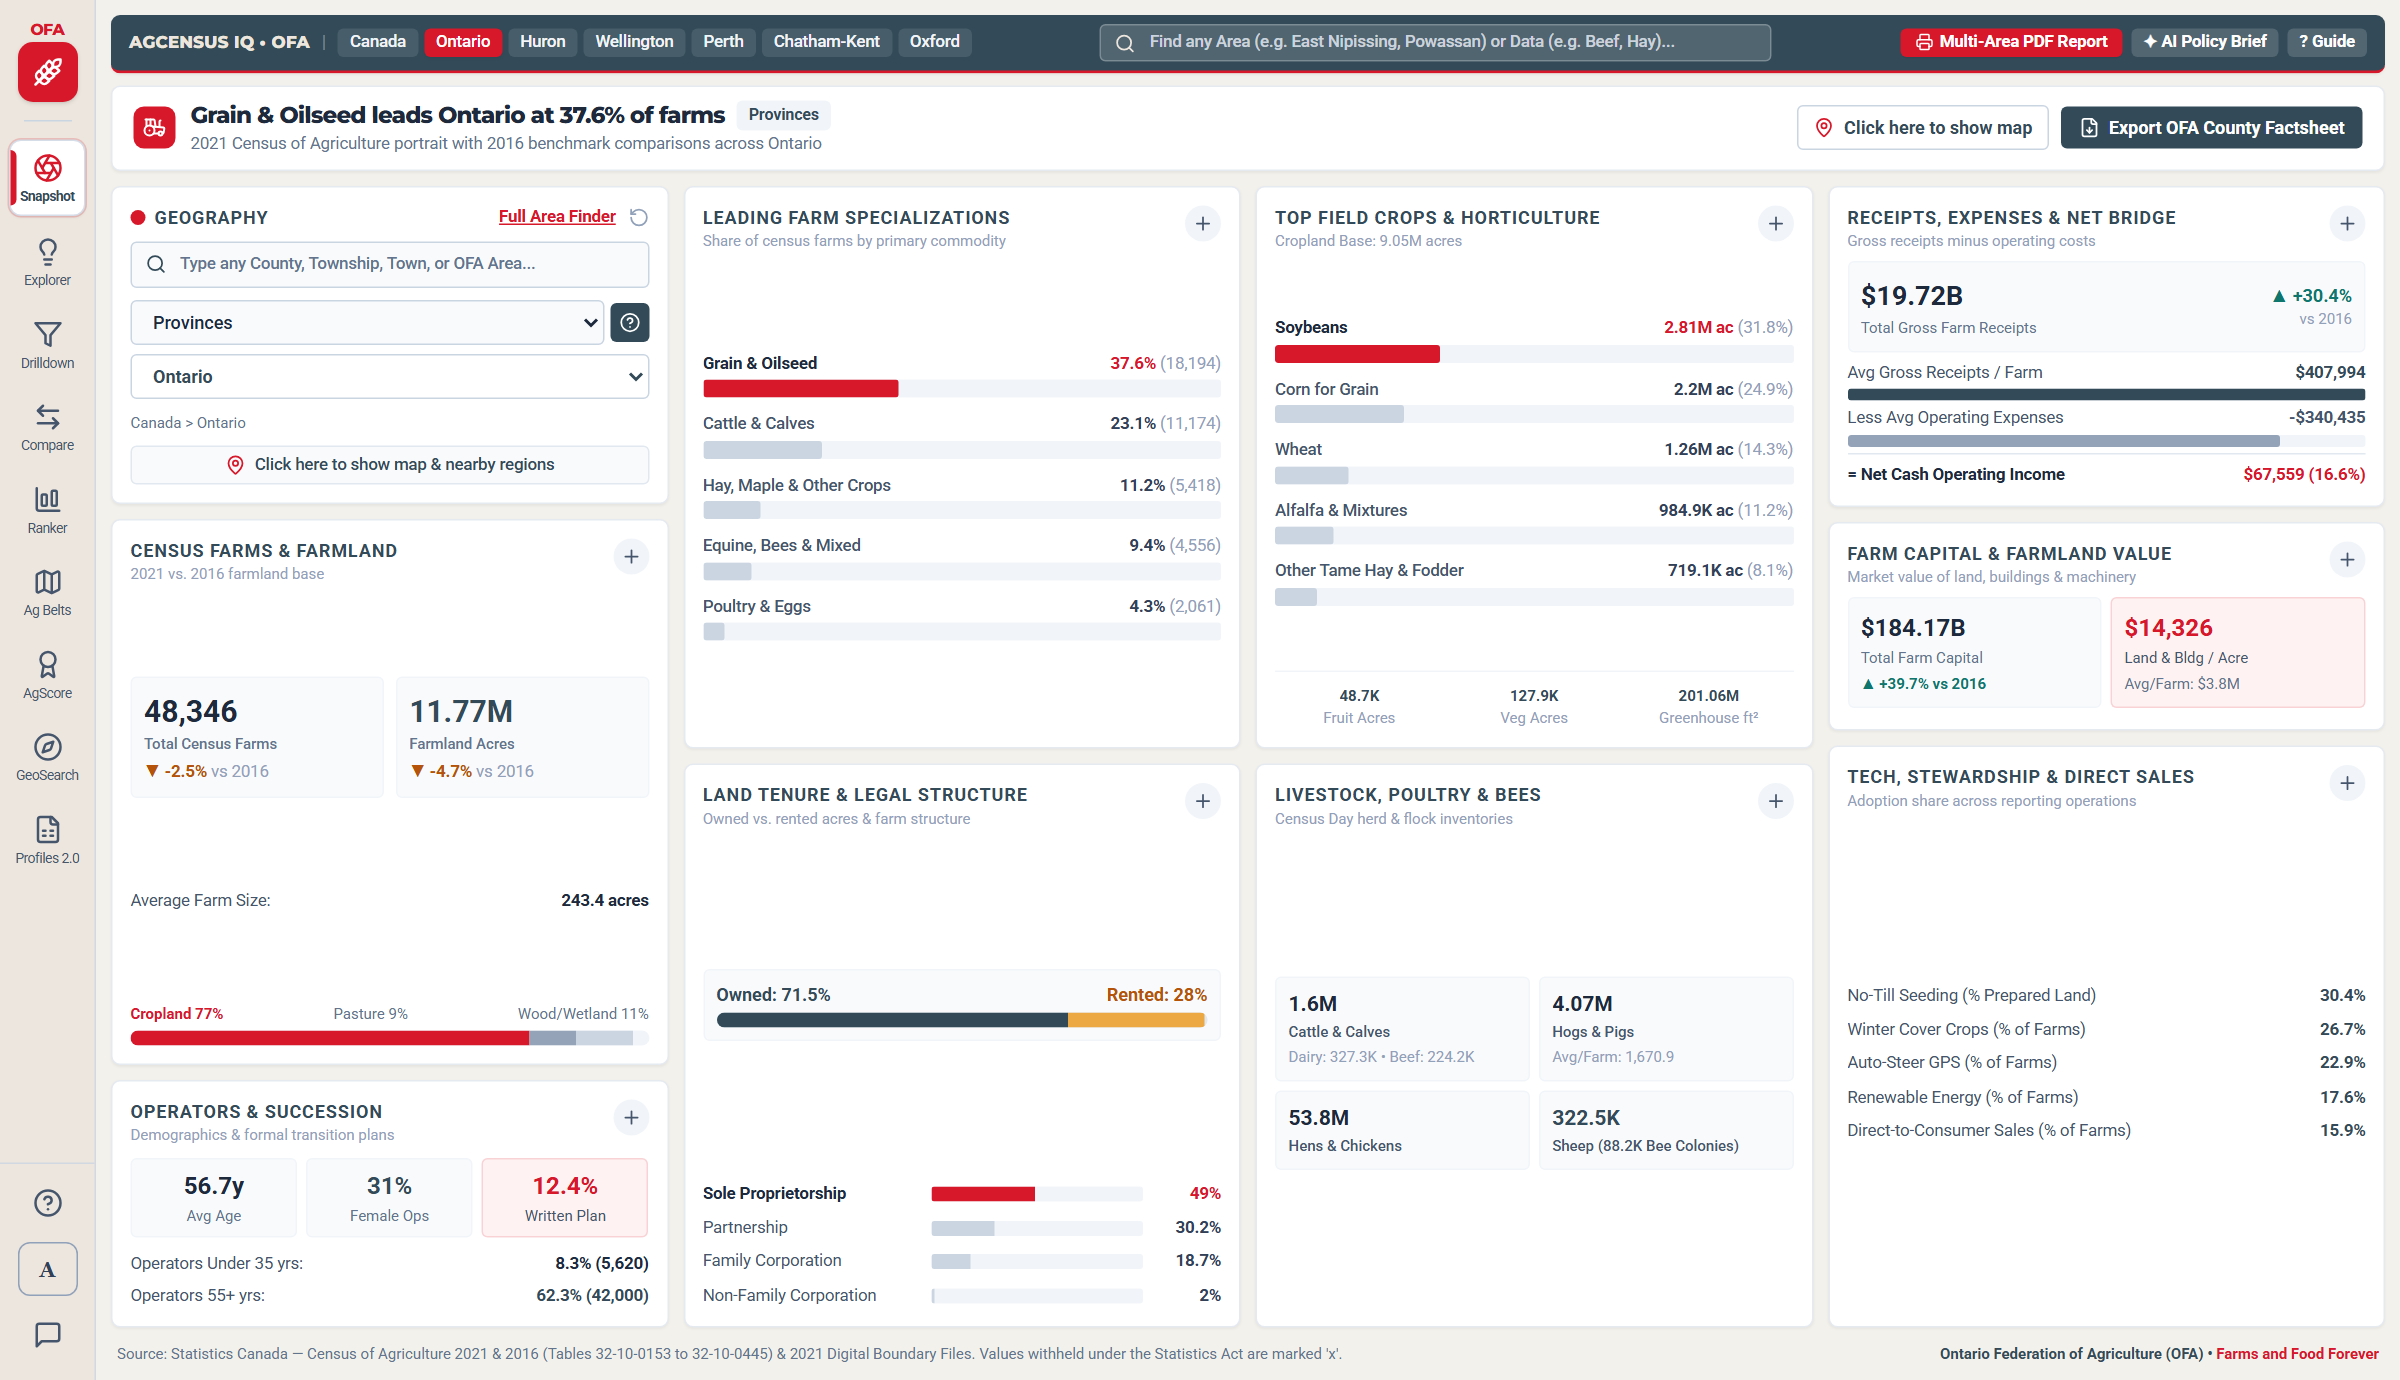 OFA
Snapshot
Explorer
Drilldown
Compare
Ranker
Ag Belts
AgScore
GeoSearch
Profiles 2.0
A
AGCENSUS IQ • OFA | Canada Ontario Huron Wellington Perth Chatham-Kent Oxford
Find any Area (e.g. East Nipissing, Powassan) or Data (e.g. Beef, Hay)...
Multi-Area PDF Report
✦ AI Policy Brief
? Guide
Grain & Oilseed leads Ontario at 37.6% of farms Provinces
2021 Census of Agriculture portrait with 2016 benchmark comparisons across Ontario
Click here to show map
Export OFA County Factsheet
GEOGRAPHY Full Area Finder
Type any County, Township, Town, or OFA Area...
Provinces
Ontario
Canada > Ontario
Click here to show map & nearby regions
CENSUS FARMS & FARMLAND +
2021 vs. 2016 farmland base
48,346
Total Census Farms
▼ -2.5% vs 2016
11.77M
Farmland Acres
▼ -4.7% vs 2016
Average Farm Size: 243.4 acres
Cropland 77% Pasture 9% Wood/Wetland 11%
OPERATORS & SUCCESSION +
Demographics & formal transition plans
56.7y
Avg Age
31%
Female Ops
12.4%
Written Plan
Operators Under 35 yrs: 8.3% (5,620)
Operators 55+ yrs: 62.3% (42,000)
LEADING FARM SPECIALIZATIONS +
Share of census farms by primary commodity
Grain & Oilseed 37.6% (18,194)
Cattle & Calves 23.1% (11,174)
Hay, Maple & Other Crops 11.2% (5,418)
Equine, Bees & Mixed 9.4% (4,556)
Poultry & Eggs 4.3% (2,061)
LAND TENURE & LEGAL STRUCTURE +
Owned vs. rented acres & farm structure
Owned: 71.5% Rented: 28%
Sole Proprietorship 49%
Partnership 30.2%
Family Corporation 18.7%
Non-Family Corporation 2%
TOP FIELD CROPS & HORTICULTURE +
Cropland Base: 9.05M acres
Soybeans 2.81M ac (31.8%)
Corn for Grain 2.2M ac (24.9%)
Wheat 1.26M ac (14.3%)
Alfalfa & Mixtures 984.9K ac (11.2%)
Other Tame Hay & Fodder 719.1K ac (8.1%)
48.7K
Fruit Acres
127.9K
Veg Acres
201.06M
Greenhouse ft²
LIVESTOCK, POULTRY & BEES +
Census Day herd & flock inventories
1.6M
Cattle & Calves
Dairy: 327.3K • Beef: 224.2K
4.07M
Hogs & Pigs
Avg/Farm: 1,670.9
53.8M
Hens & Chickens
322.5K
Sheep (88.2K Bee Colonies)
RECEIPTS, EXPENSES & NET BRIDGE +
Gross receipts minus operating costs
$19.72B
Total Gross Farm Receipts
▲ +30.4%
vs 2016
Avg Gross Receipts / Farm $407,994
Less Avg Operating Expenses -$340,435
= Net Cash Operating Income $67,559 (16.6%)
FARM CAPITAL & FARMLAND VALUE +
Market value of land, buildings & machinery
$184.17B
Total Farm Capital
▲ +39.7% vs 2016
$14,326
Land & Bldg / Acre
Avg/Farm: $3.8M
TECH, STEWARDSHIP & DIRECT SALES +
Adoption share across reporting operations
No-Till Seeding (% Prepared Land) 30.4%
Winter Cover Crops (% of Farms) 26.7%
Auto-Steer GPS (% of Farms) 22.9%
Renewable Energy (% of Farms) 17.6%
Direct-to-Consumer Sales (% of Farms) 15.9%
Source: Statistics Canada — Census of Agriculture 2021 & 2016 (Tables 32-10-0153 to 32-10-0445) & 2021 Digital Boundary Files. Values withheld under the Statistics Act are marked 'x'.
Ontario Federation of Agriculture (OFA) • Farms and Food Forever